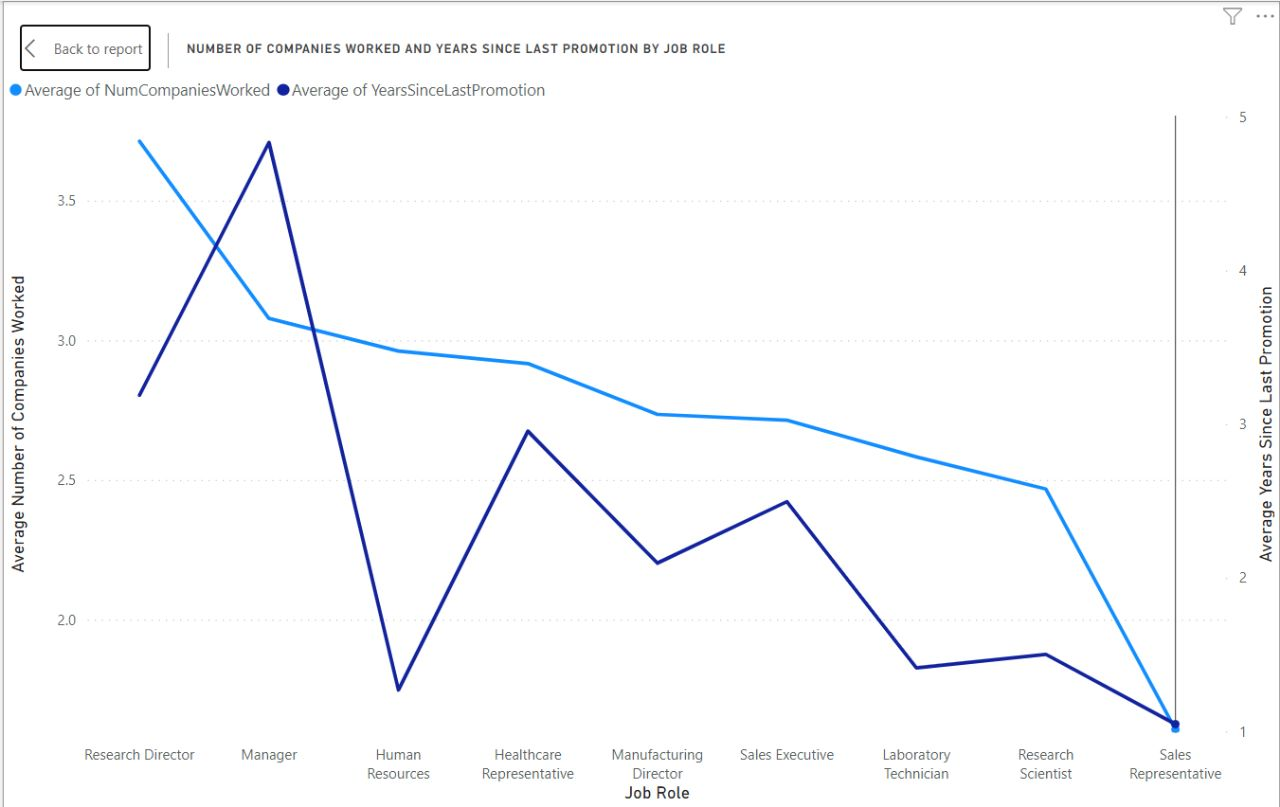 Back to report
NUMBER OF COMPANIES WORKED AND YEARS SINCE LAST PROMOTION BY JOB ROLE
Average of NumCompaniesWorked
Average of YearsSinceLastPromotion
Average Number of Companies Worked
3.5
3.0
2.5
2.0
5
4
3
2
1
Average Years Since Last Promotion
Research Director
Manager
Human
Resources
Healthcare
Representative
Manufacturing
Director
Sales Executive
Laboratory
Technician
Research
Scientist
Sales
Representative
Job Role